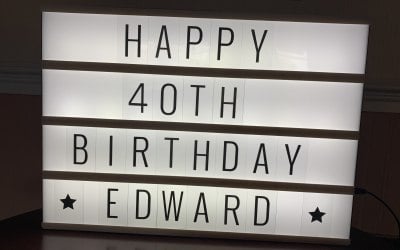 HAPPY
40TH
BIRTHDAY
★ EDWARD ★